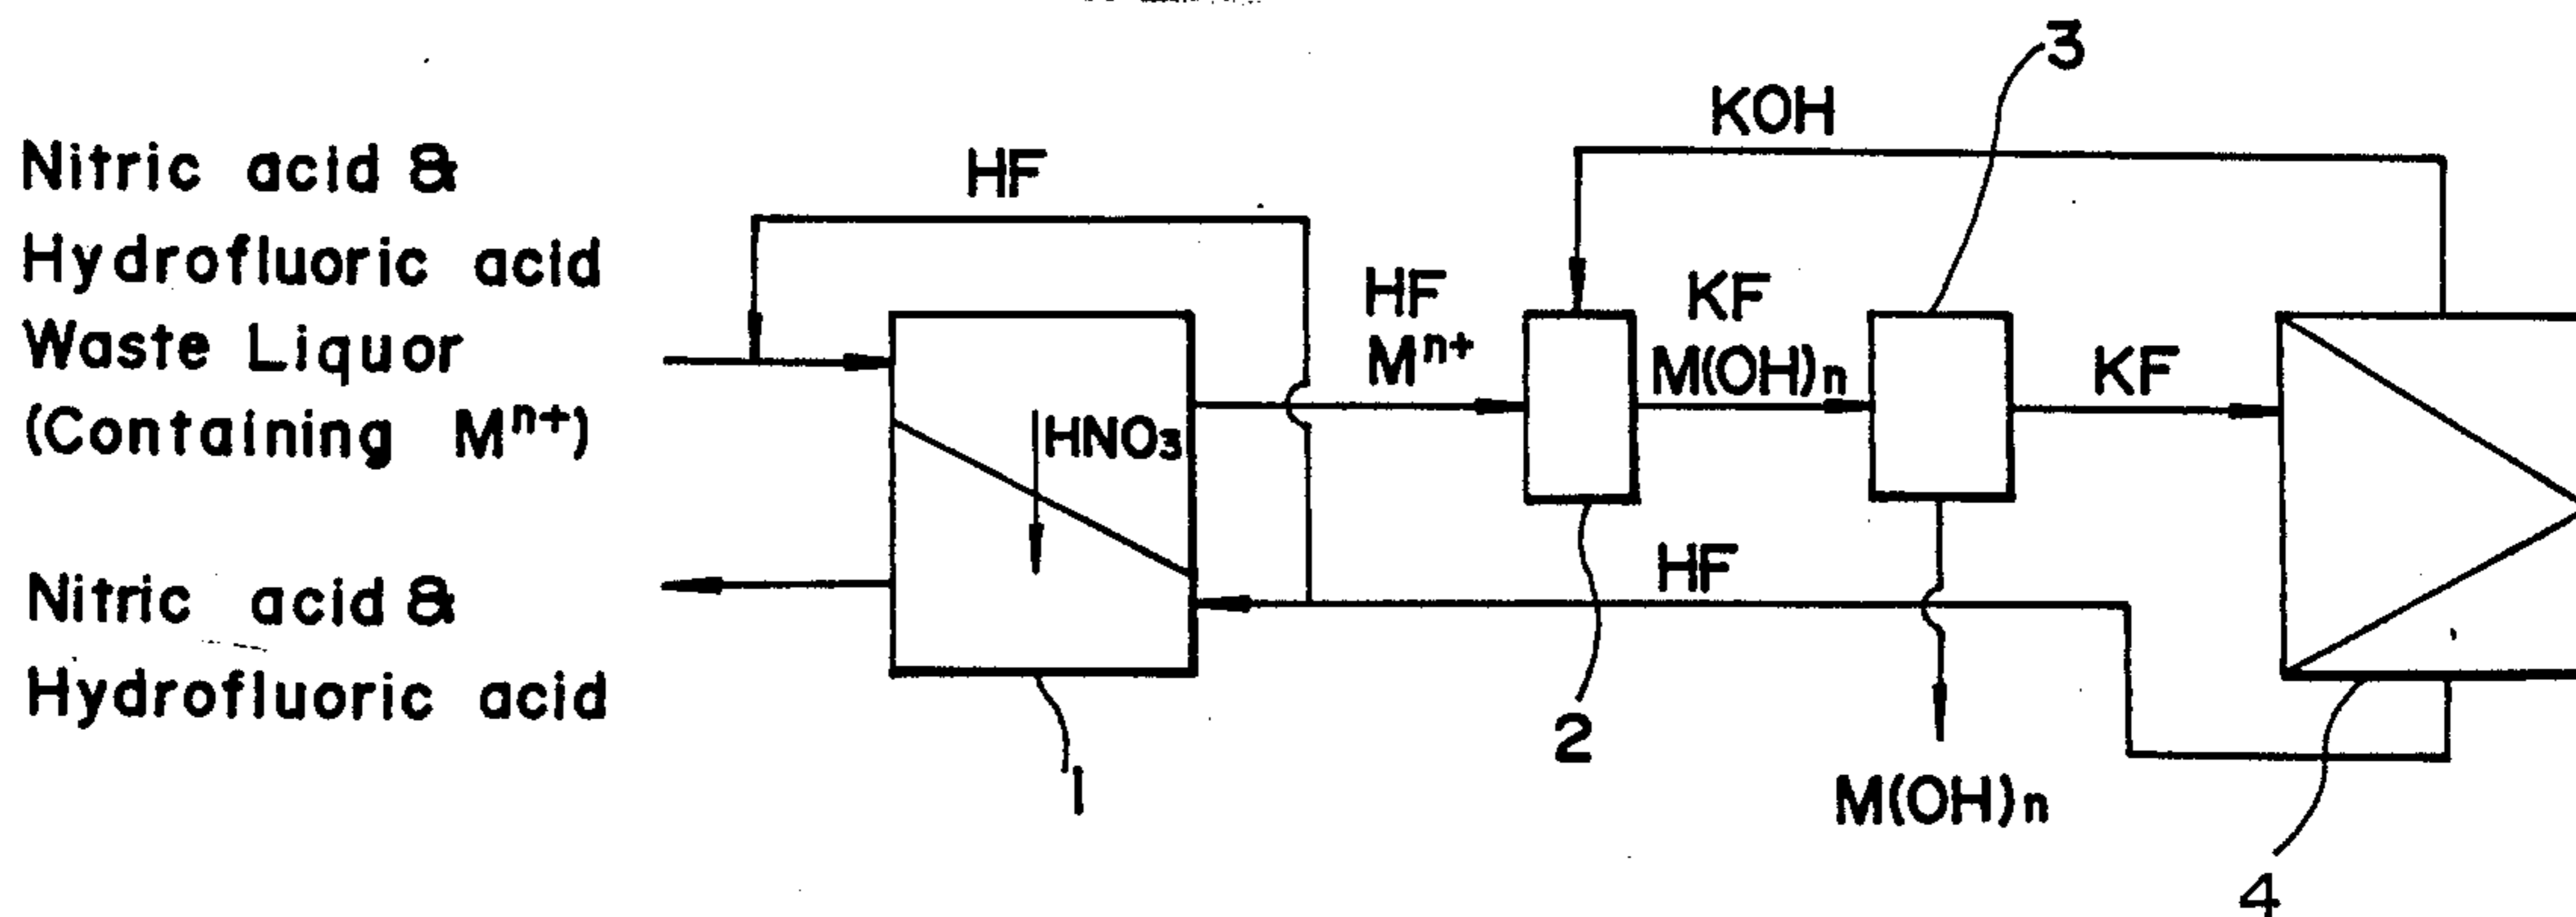 Nitric acid &
Hydrofluoric acid
Waste Liquor
(Containing Mⁿ⁺)
Nitric acid &
Hydrofluoric acid
HF
HNO₃
1
HF
Mⁿ⁺
2
KOH
KF
M(OH)n
3
HF
M(OH)n
KF
4